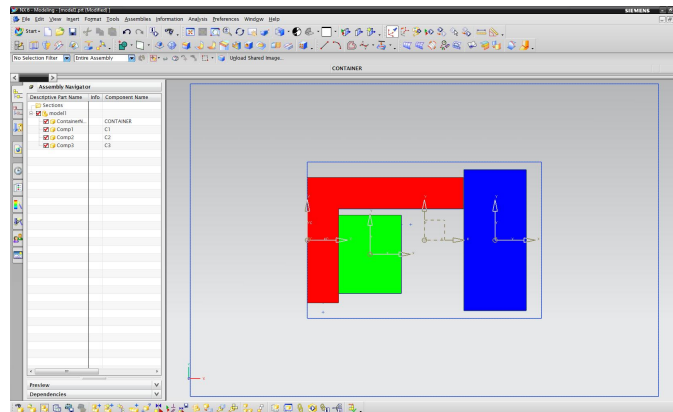 NX 6 - Modeling - [model1.prt (Modified)]
SIEMENS
File Edit View Insert Format Tools Assemblies Information Analysis Preferences Window Help
Start
No Selection Filter Entire Assembly Upload Shared Image...
CONTAINER
Assembly Navigator
Descriptive Part Name Info Component Name
Sections
model1
ContainerN... CONTAINER
Comp1 C1
Comp2 C2
Comp3 C3
Preview
Dependencies